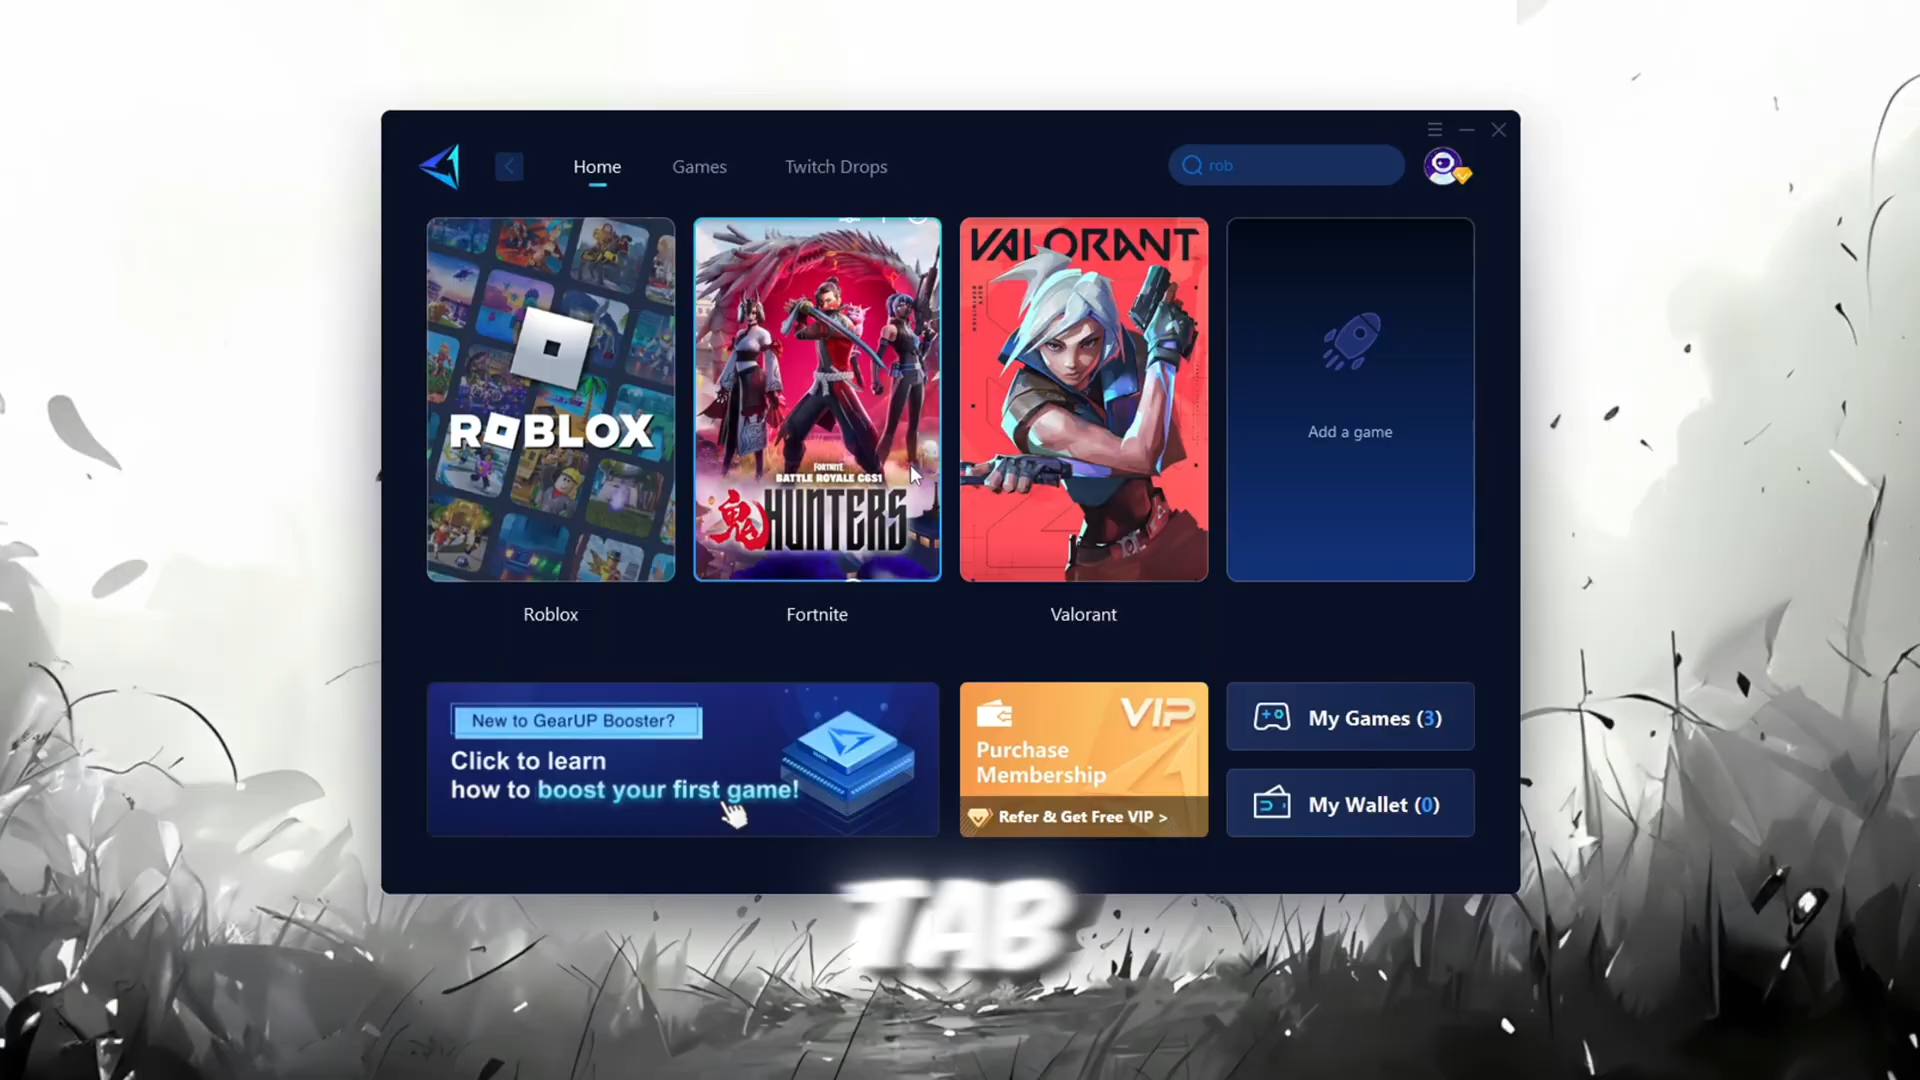 Home
Games
Twitch Drops
rob
ROBLOX
FORTNITE
BATTLE ROYALE C6S1
鬼 HUNTERS
VALORANT
Add a game
Roblox
Fortnite
Valorant
New to GearUP Booster?
Click to learn
how to boost your first game!
VIP
Purchase
Membership
Refer & Get Free VIP >
My Games (3)
My Wallet (0)
TAB